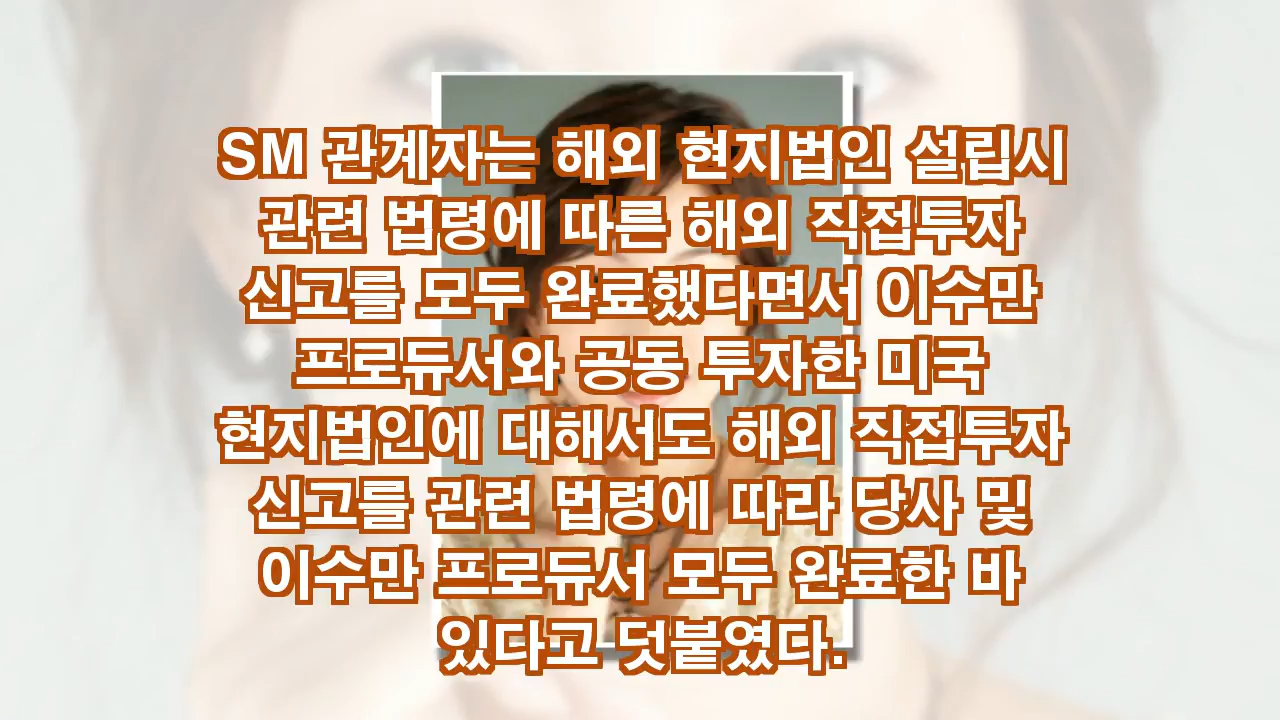 SM 관계자는 해외 현지법인 설립시
관련 법령에 따른 해외 직접투자
신고를 모두 완료했다면서 이수만
프로듀서와 공동 투자한 미국
현지법인에 대해서도 해외 직접투자
신고를 관련 법령에 따라 당사 및
이수만 프로듀서 모두 완료한 바
있다고 덧붙였다.